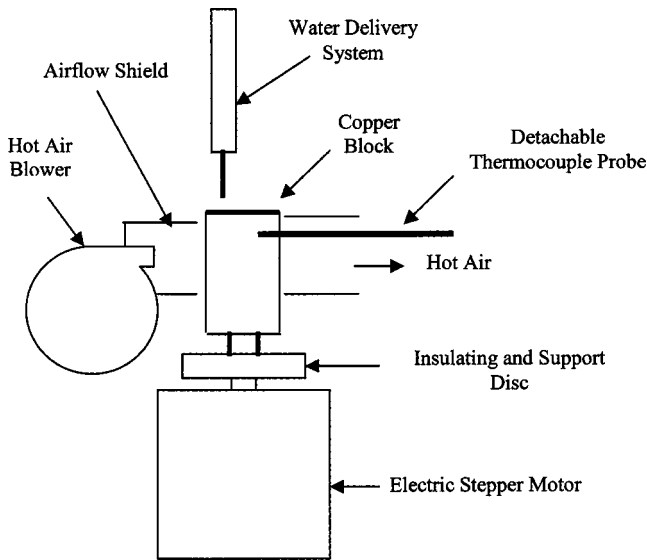 Water Delivery
System
Airflow Shield
Hot Air
Blower
Copper
Block
Detachable
Thermocouple Probe
Hot Air
Insulating and Support
Disc
Electric Stepper Motor